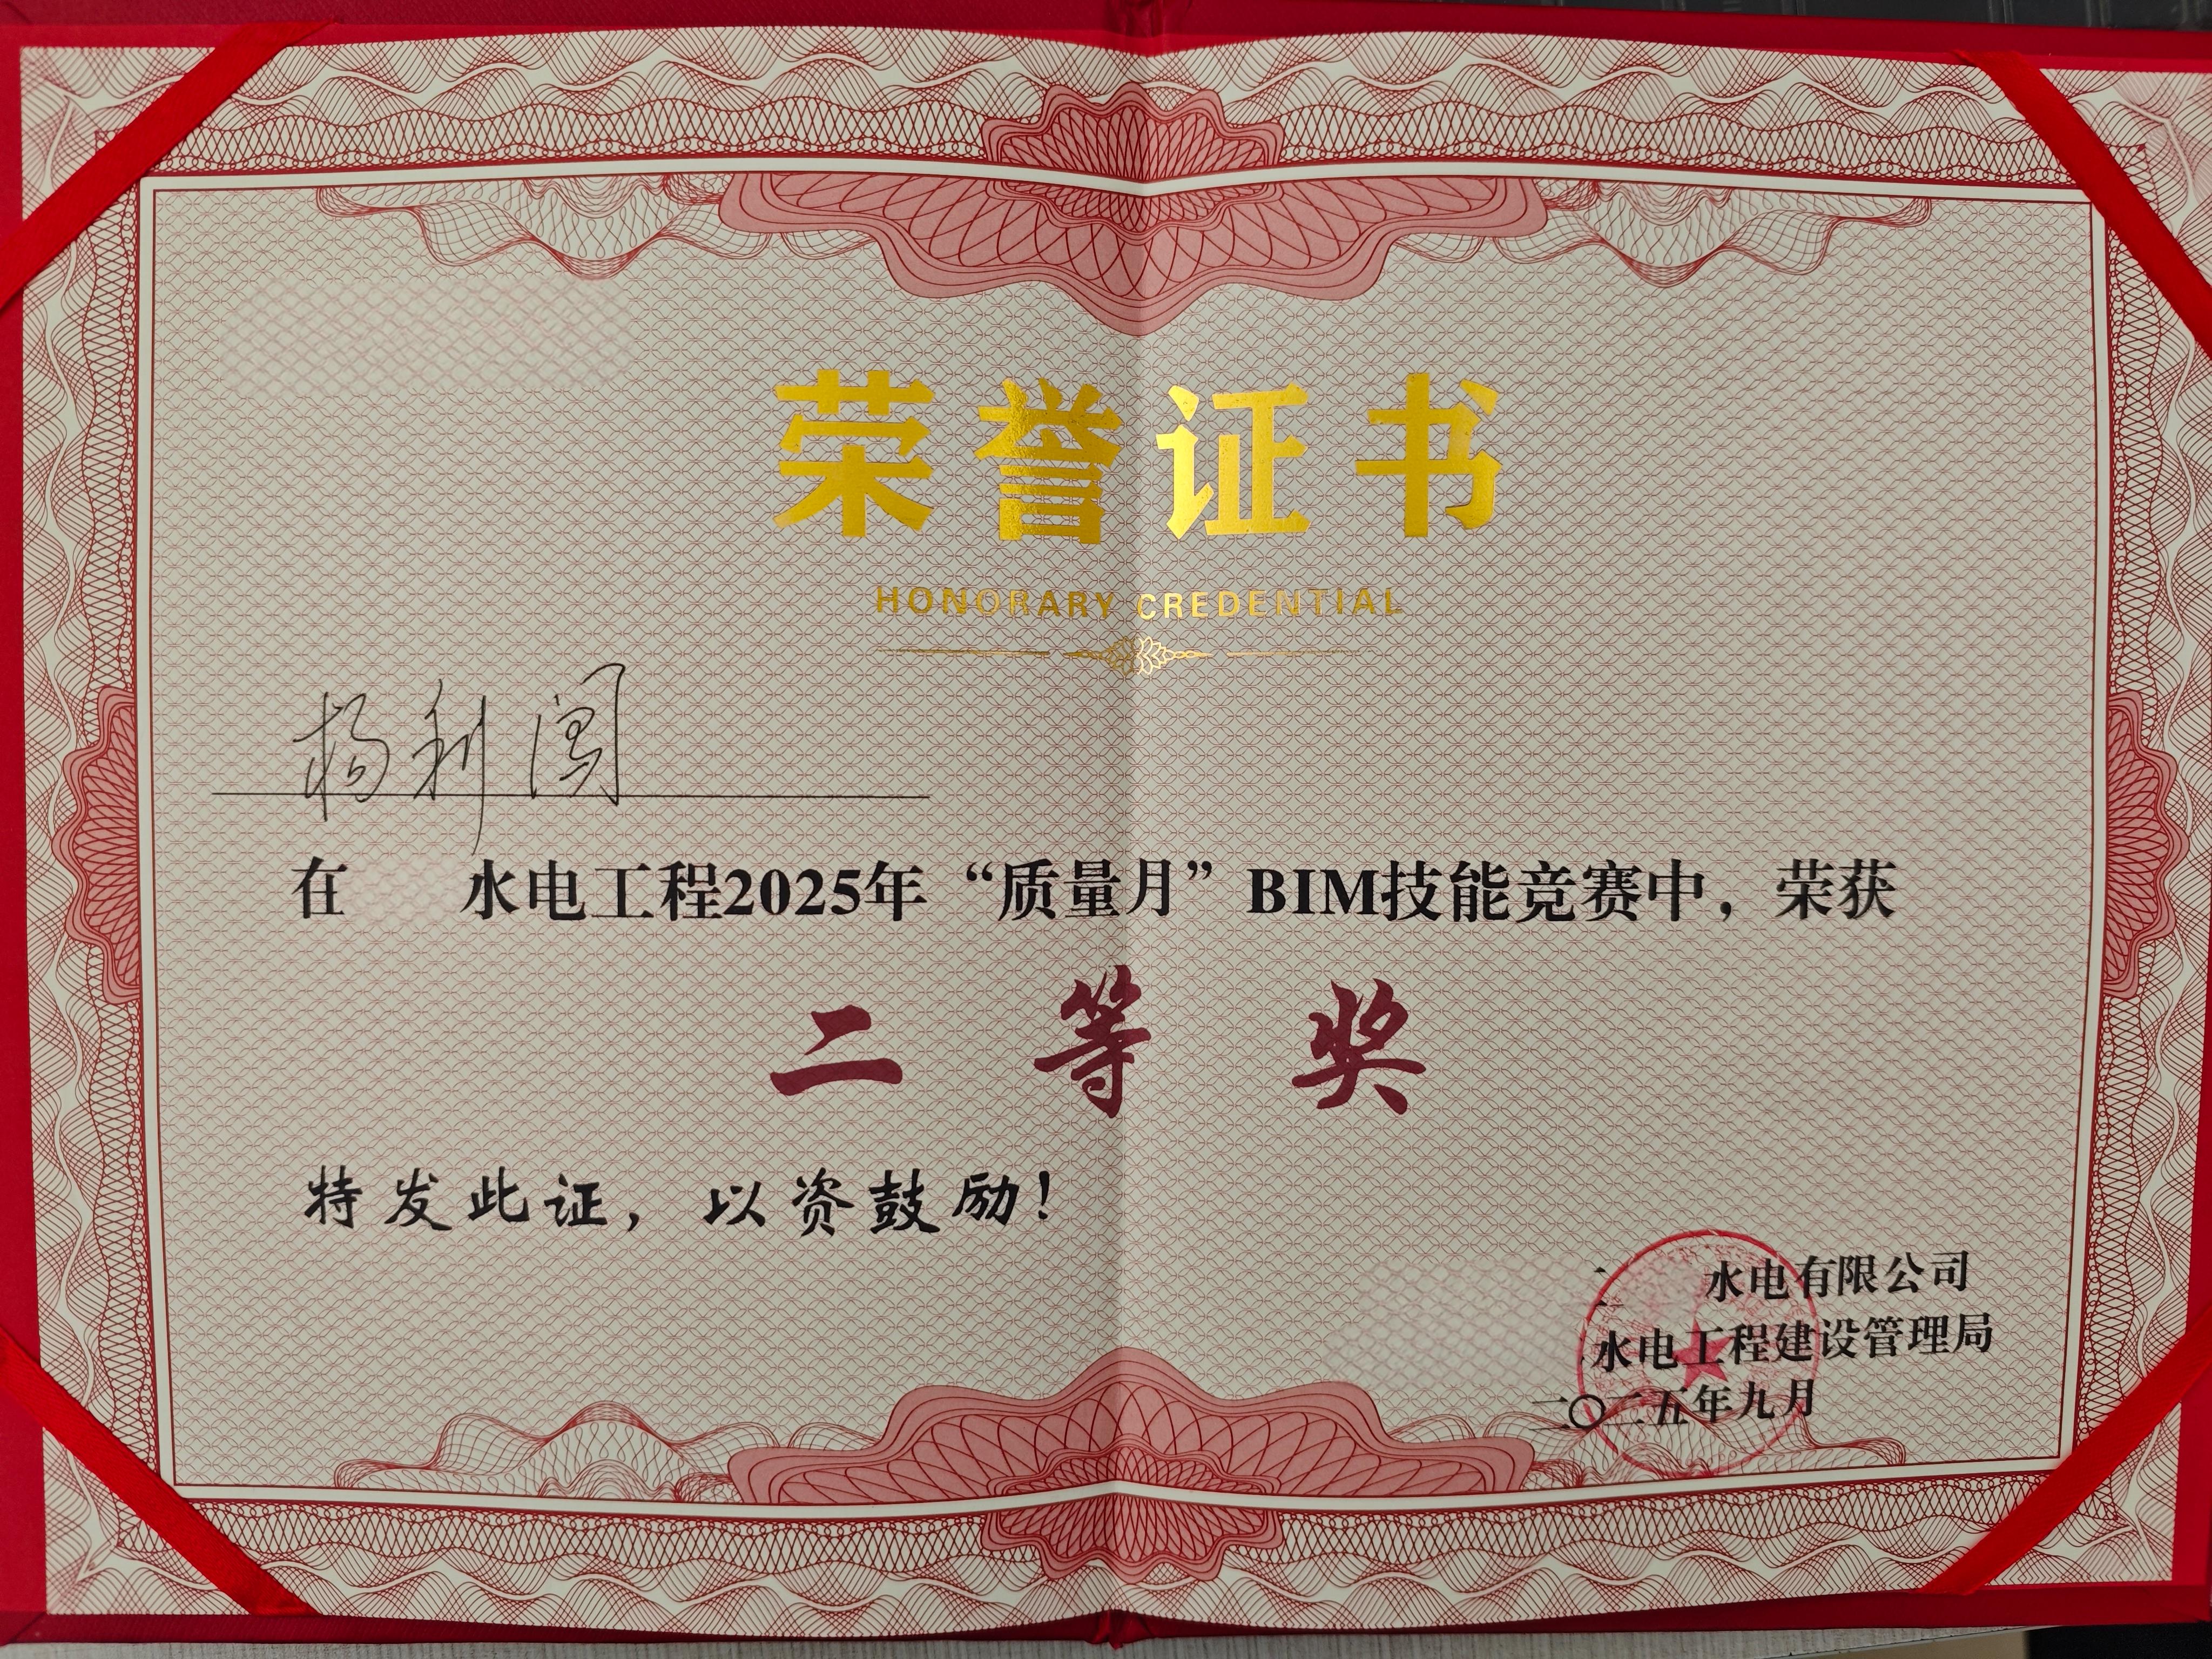 荣誉证书
HONORARY CREDENTIAL
杨利
在 水电工程2025年“质量月”BIM技能竞赛中，荣获
二等奖
特发此证，以资鼓励！
水电有限公司
水电工程建设管理局
二〇二五年九月